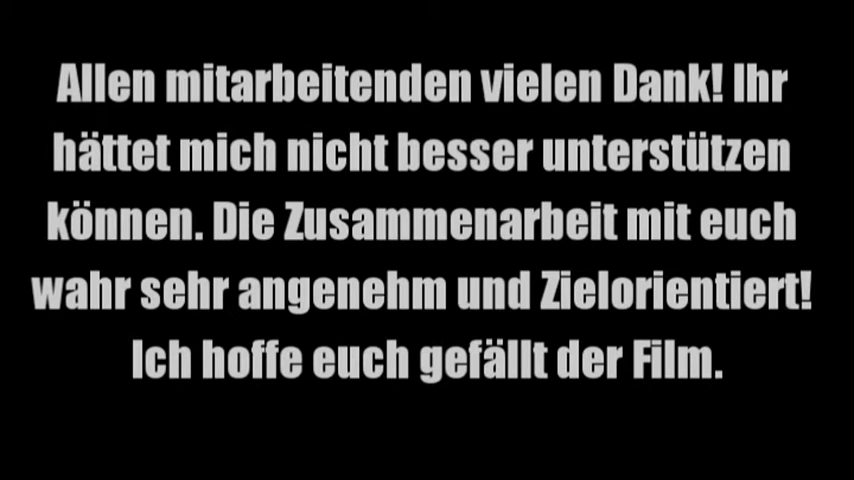 Allen mitarbeitenden vielen Dank! Ihr
hättet mich nicht besser unterstützen
können. Die Zusammenarbeit mit euch
wahr sehr angenehm und Zielorientiert!
Ich hoffe euch gefällt der Film.